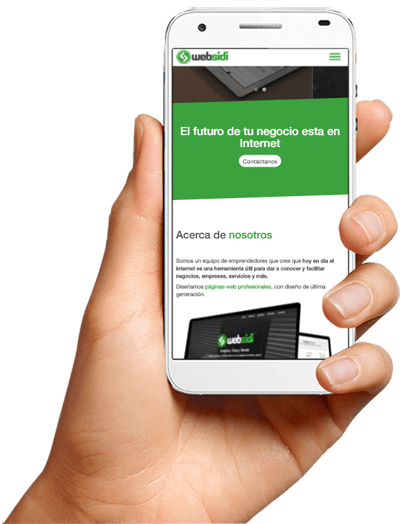 websidi
El futuro de tu negocio esta en
Internet
Contáctanos
Acerca de nosotros
Somos un equipo de emprendedores que cree que hoy en día el
internet es una herramienta útil para dar a conocer y facilitar
negocios, empresas, servicios y más.
Diseñamos páginas web profesionales, con diseño de última
generación.
websidi